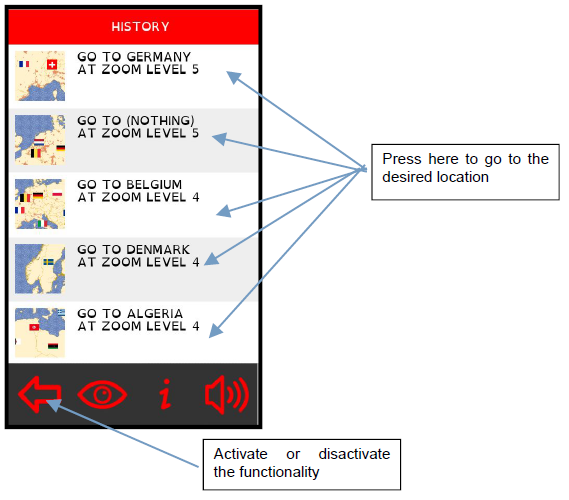 HISTORY
GO TO GERMANY
AT ZOOM LEVEL 5
GO TO (NOTHING)
AT ZOOM LEVEL 5
GO TO BELGIUM
AT ZOOM LEVEL 4
GO TO DENMARK
AT ZOOM LEVEL 4
GO TO ALGERIA
AT ZOOM LEVEL 4
i
Press here to go to the
desired location
Activate or disactivate
the functionality